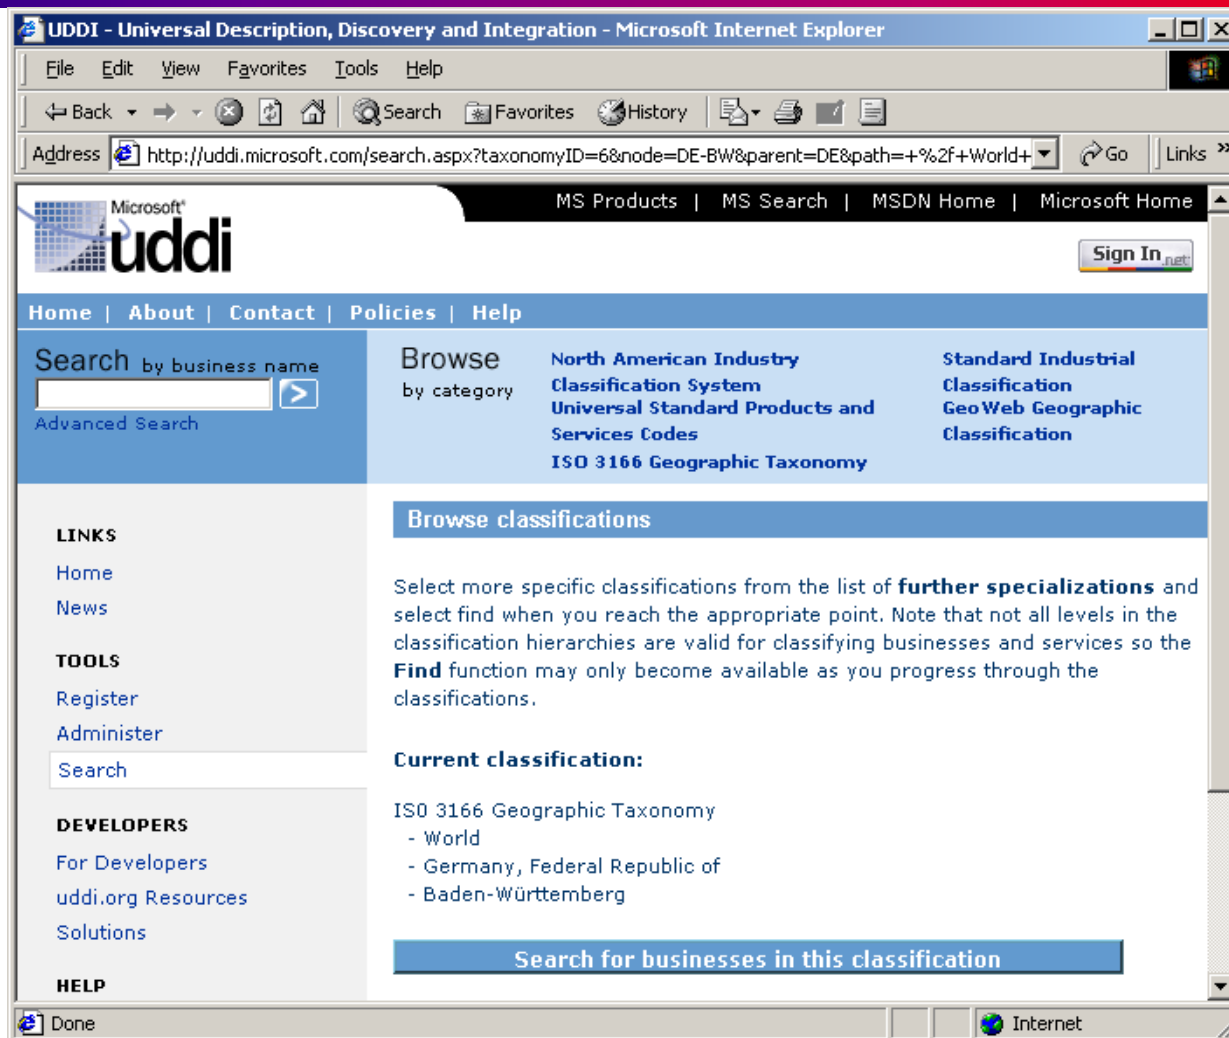 UDDI - Universal Description, Discovery and Integration - Microsoft Internet Explorer
File Edit View Favorites Tools Help
Back Search Favorites History
Address http://uddi.microsoft.com/search.aspx?taxonomyID=6&node=DE-BW&parent=DE&path=+%2f+World+ Go Links »
MS Products | MS Search | MSDN Home | Microsoft Home
Microsoft®
uddi
Sign In .net
Home | About | Contact | Policies | Help
Search by business name
Advanced Search
Browse
by category
North American Industry
Classification System
Universal Standard Products and
Services Codes
ISO 3166 Geographic Taxonomy
Standard Industrial
Classification
GeoWeb Geographic
Classification
LINKS
Home
News
TOOLS
Register
Administer
Search
DEVELOPERS
For Developers
uddi.org Resources
Solutions
HELP
Browse classifications
Select more specific classifications from the list of further specializations and
select find when you reach the appropriate point. Note that not all levels in the
classification hierarchies are valid for classifying businesses and services so the
Find function may only become available as you progress through the
classifications.
Current classification:
ISO 3166 Geographic Taxonomy
- World
- Germany, Federal Republic of
- Baden-Württemberg
Search for businesses in this classification
Done
Internet